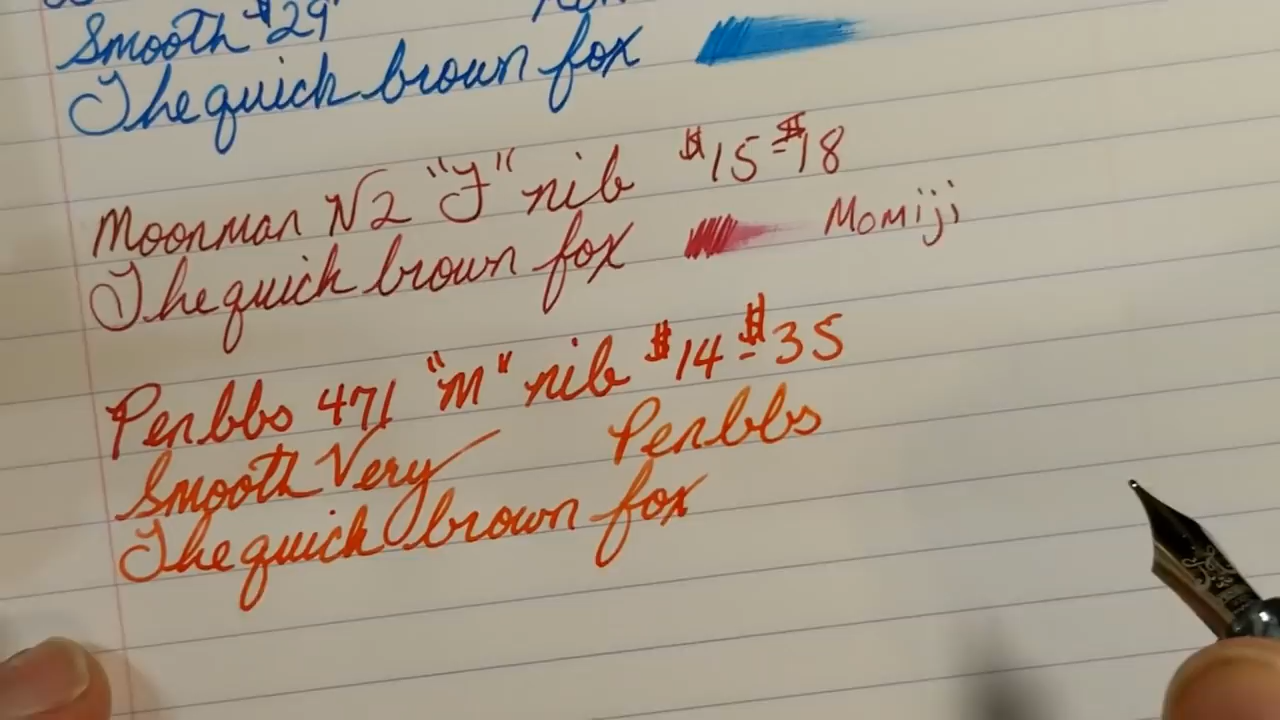 Smooth $29
The quick brown fox
Moonman N2 "F" nib $15-$18
The quick brown fox Momiji
Penbbs 471 "M" nib $14-$35
Smooth Very Penbbs
The quick brown fox